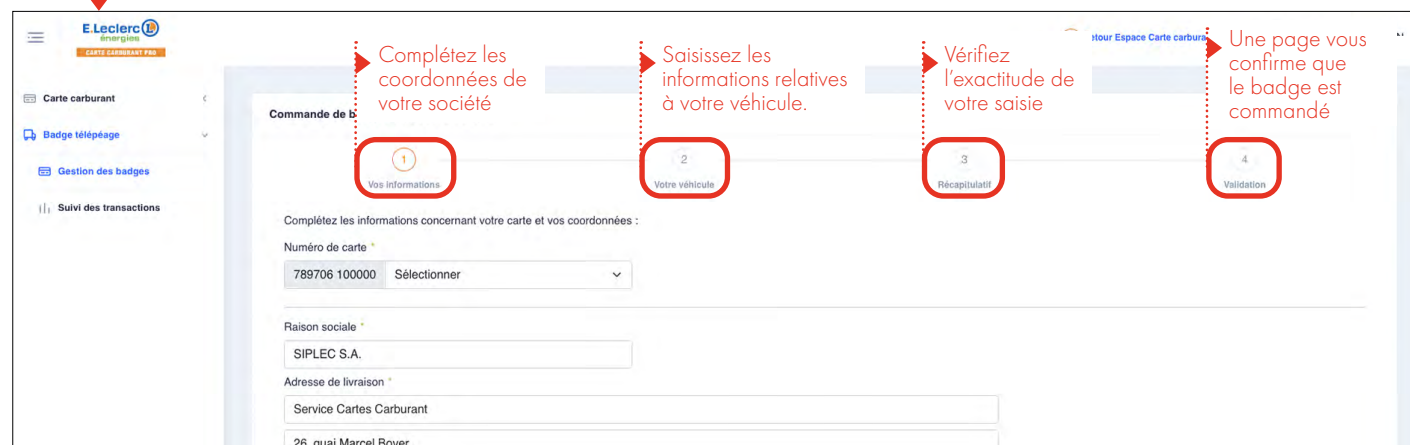 E.Leclerc
énergies
CARTE CARBURANT PRO
etour Espace Carte carbura
Complétez les
coordonnées de
votre société
Saisissez les
informations relatives
à votre véhicule.
Vérifiez
l'exactitude de
votre saisie
Une page vous
confirme que
le badge est
commandé
Carte carburant
Badge télépéage
Gestion des badges
Suivi des transactions
Commande de b
1
Vos informations
2
Votre véhicule
3
Récapitulatif
4
Validation
Complétez les informations concernant votre carte et vos coordonnées :
Numéro de carte *
789706 100000 Sélectionner
Raison sociale *
SIPLEC S.A.
Adresse de livraison *
Service Cartes Carburant
26, quai Marcel Boyer